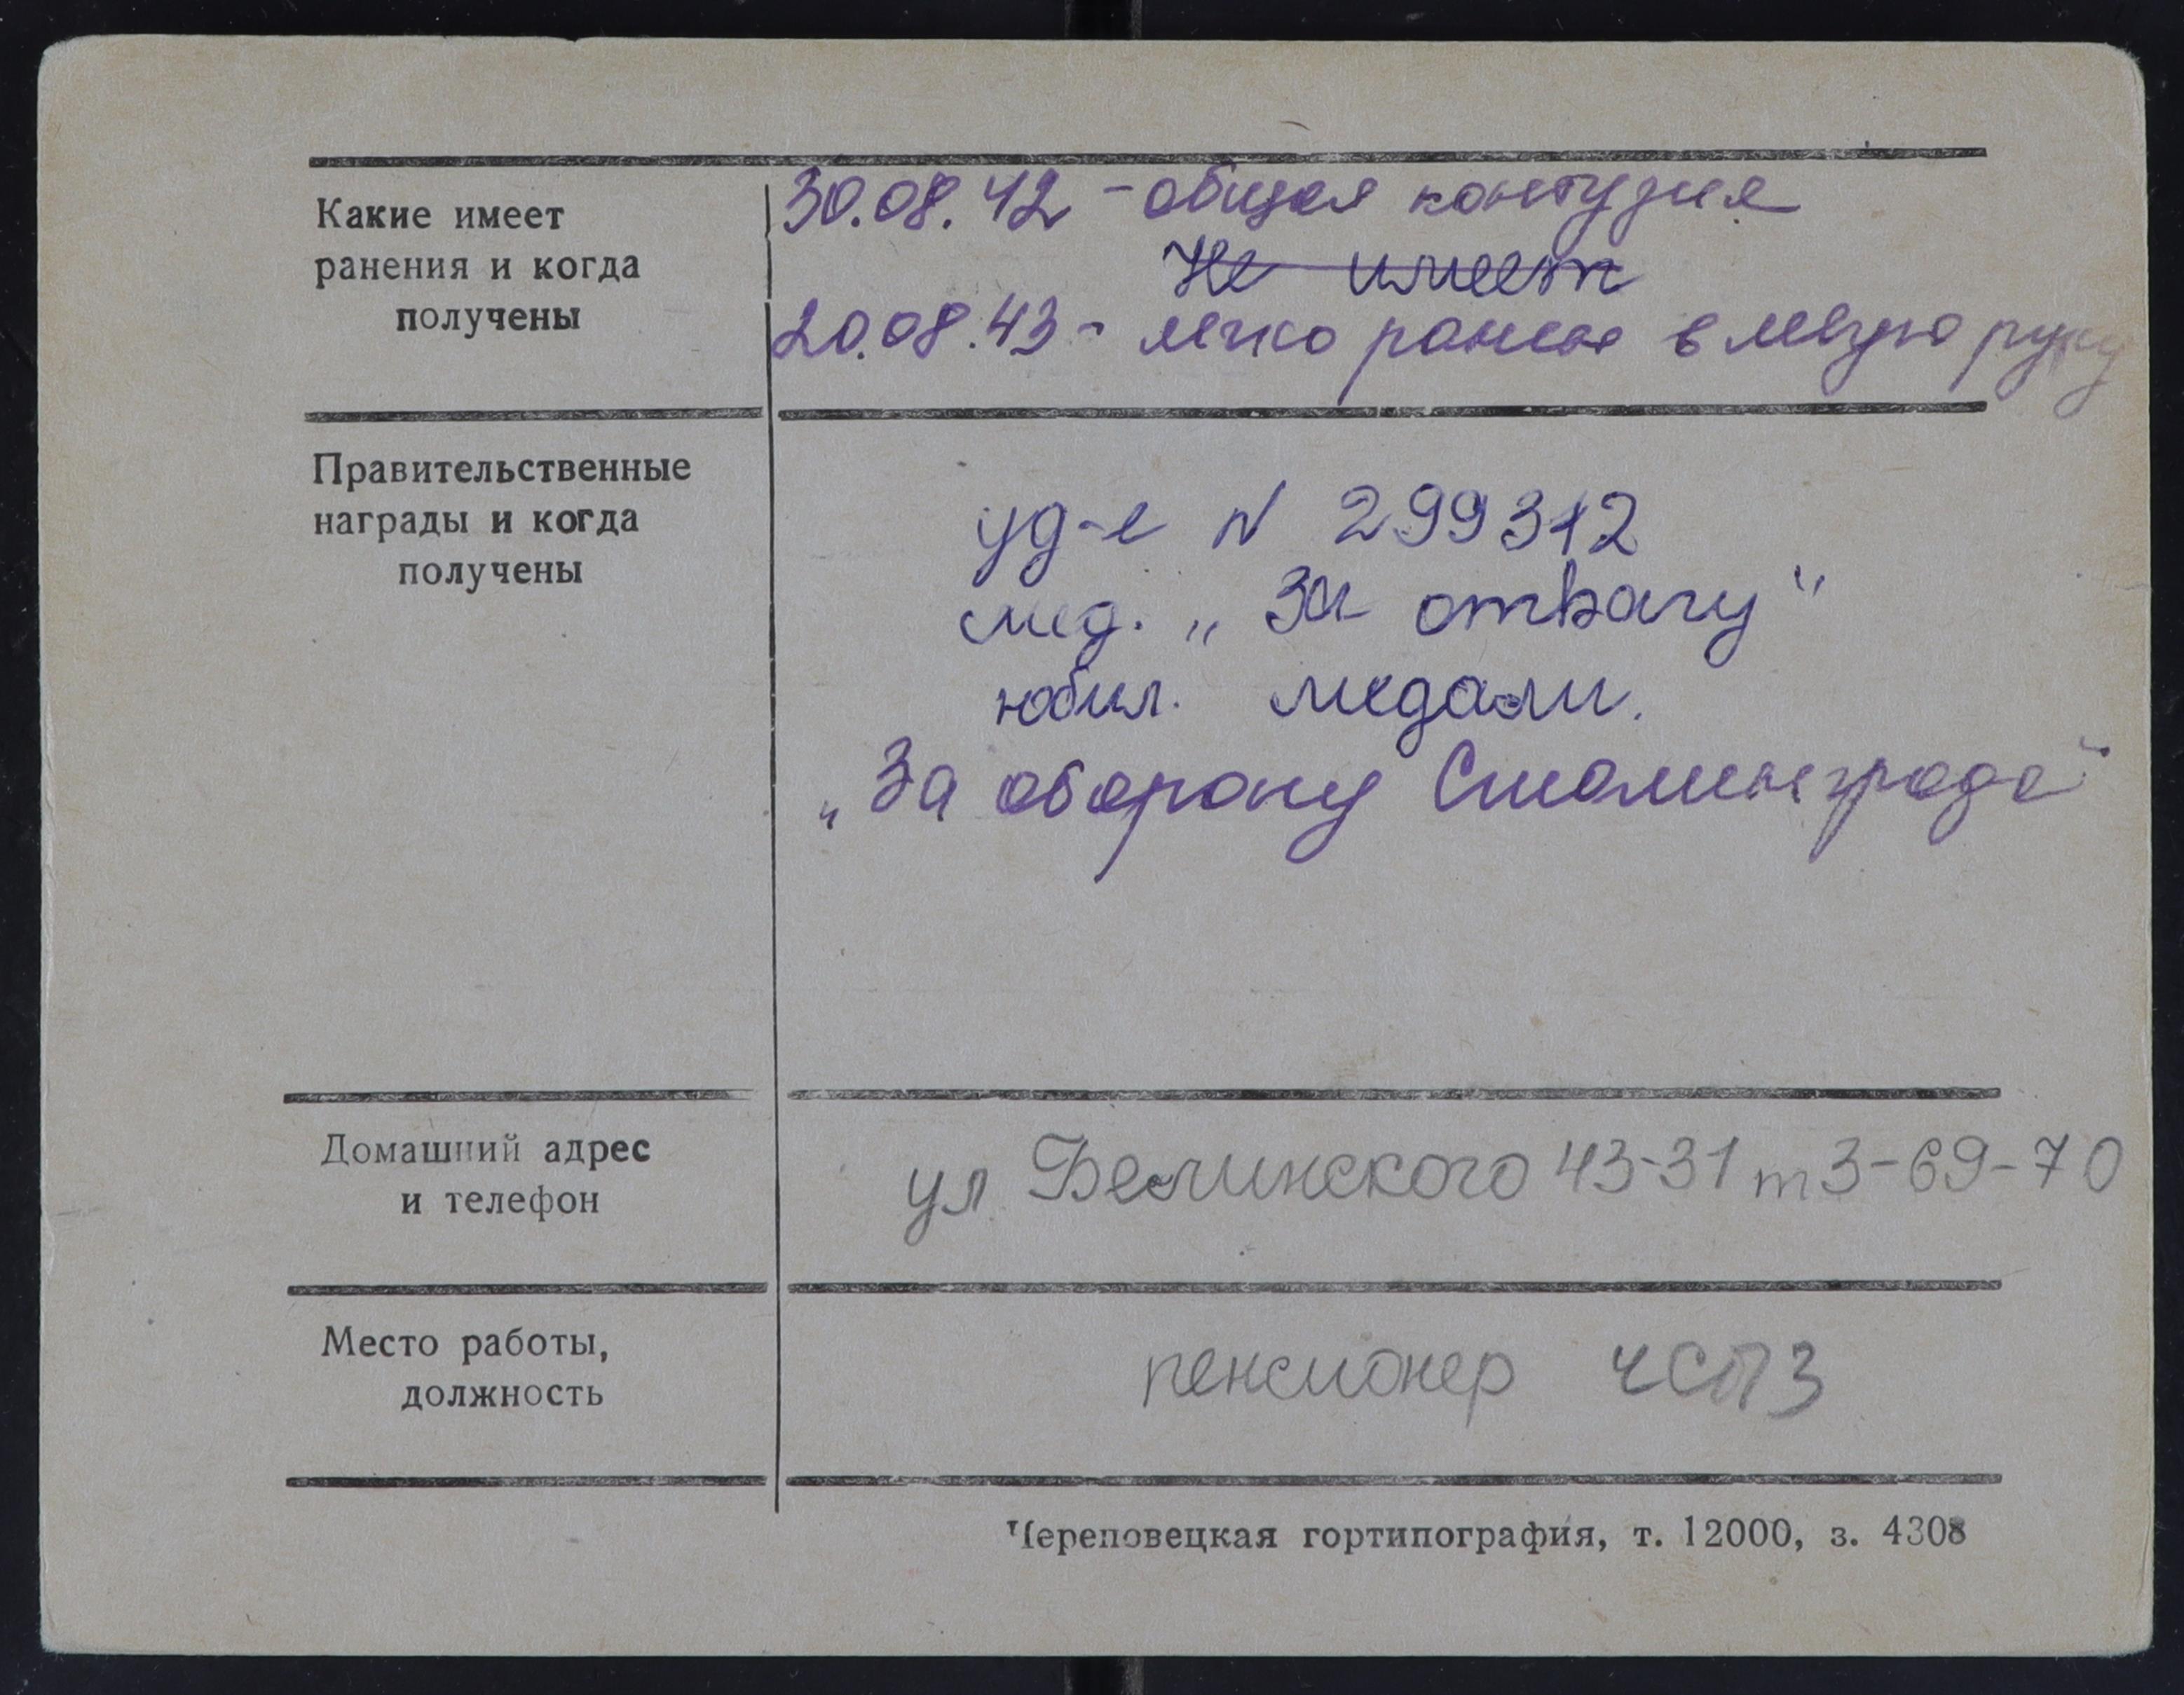 Какие имеет
ранения и когда
получены
30.08.42 - общая контузия
Не имеет
20.08.43 - легко ранен в левую руку
Правительственные
награды и когда
получены
уд-е N 299312
мед. „За отвагу"
юбил. медали.
„За оборону Сталинграда"
Домашний адрес
и телефон
ул Белинского 43-31 т 3-69-70
Место работы,
должность
пенсионер ЧСПЗ
Череповецкая гортипография, т. 12000, з. 4308